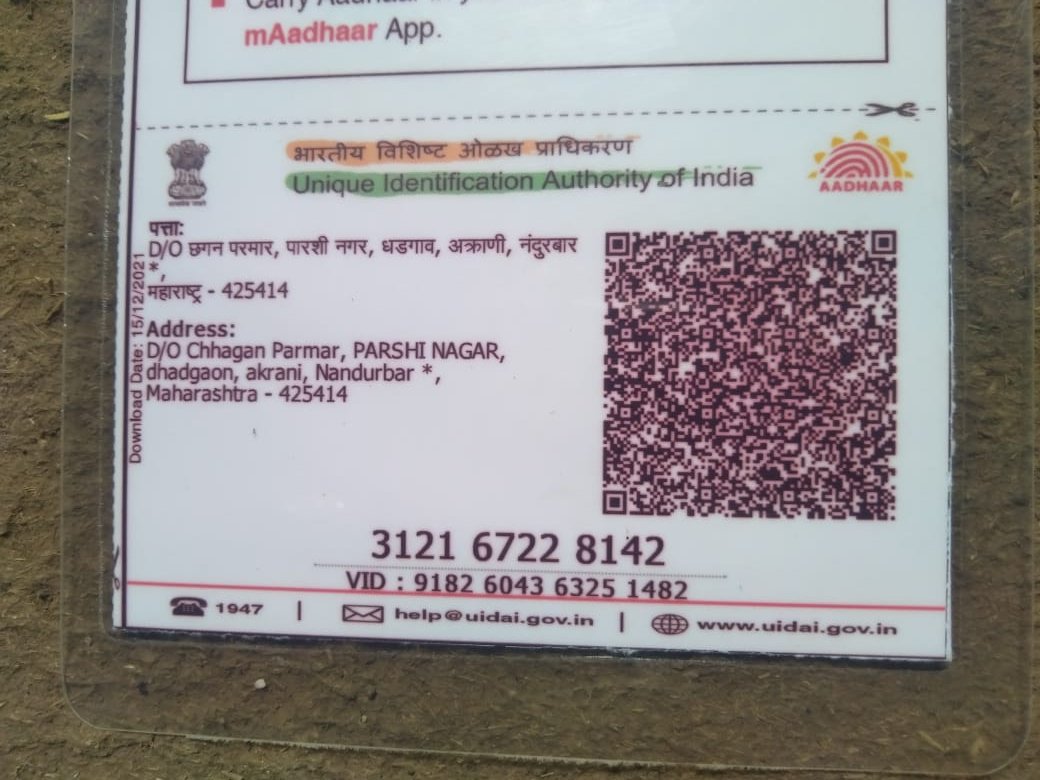 Carry Aadhaar
mAadhaar App.
भारतीय विशिष्ट ओळख प्राधिकरण
Unique Identification Authority of India
AADHAAR
पत्ता:
D/O छगन परमार, पारशी नगर, धडगाव, अक्राणी, नंदुरबार
*,
महाराष्ट्र - 425414
Address:
D/O Chhagan Parmar, PARSHI NAGAR,
dhadgaon, akrani, Nandurbar *,
Maharashtra - 425414
Download Date: 15/12/2021
3121 6722 8142
VID : 9182 6043 6325 1482
1947 | help@uidai.gov.in | www.uidai.gov.in